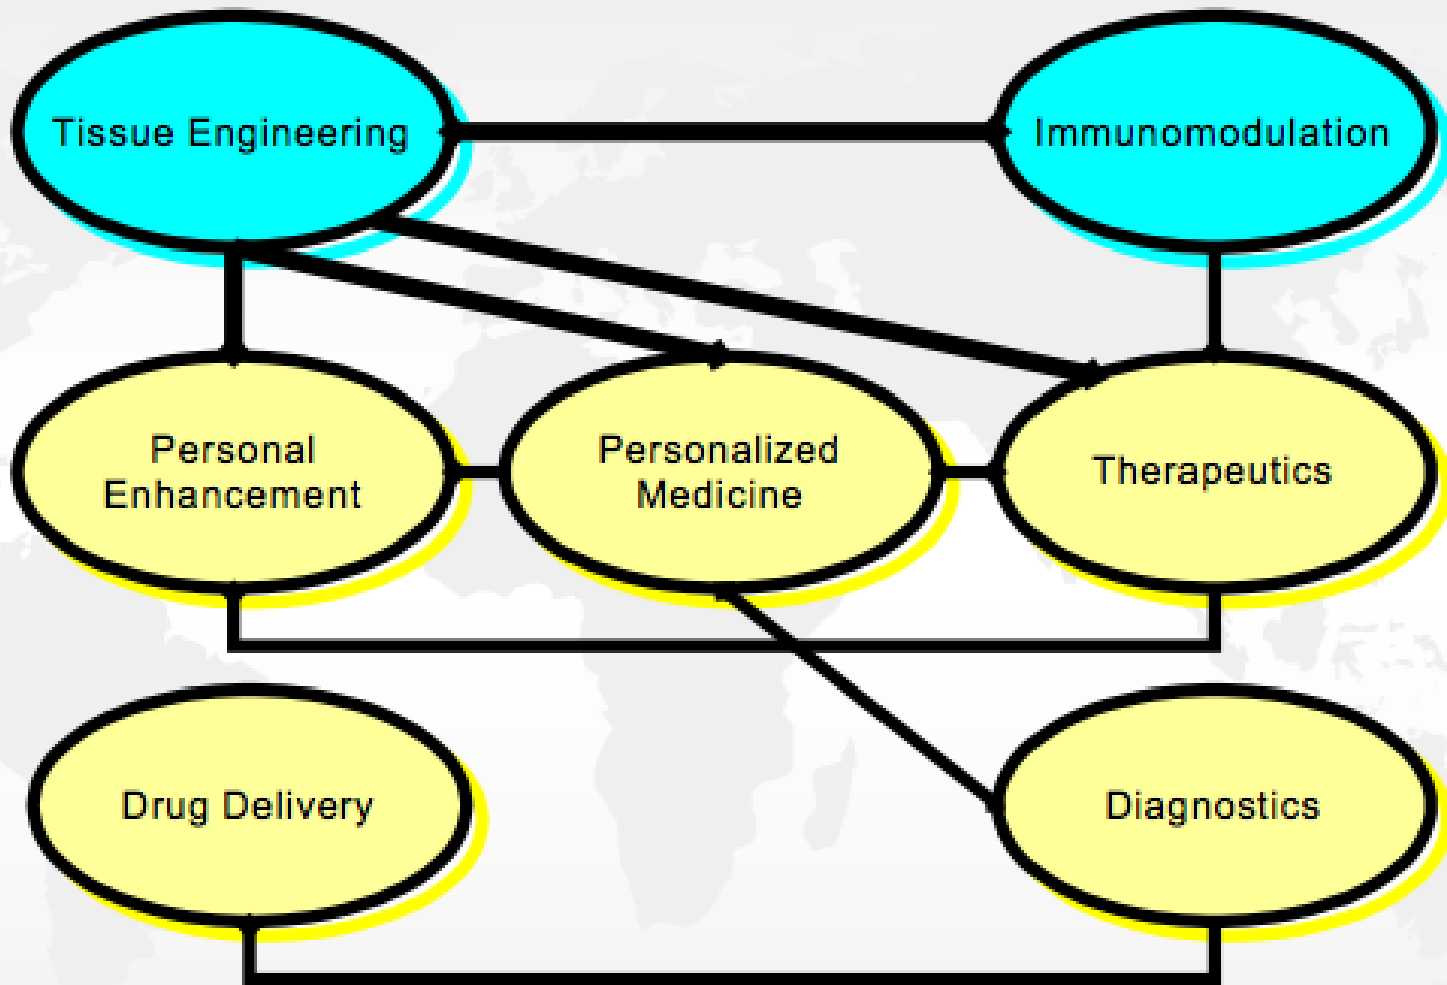 Tissue Engineering
Immunomodulation
Personal
Enhancement
Personalized
Medicine
Therapeutics
Drug Delivery
Diagnostics